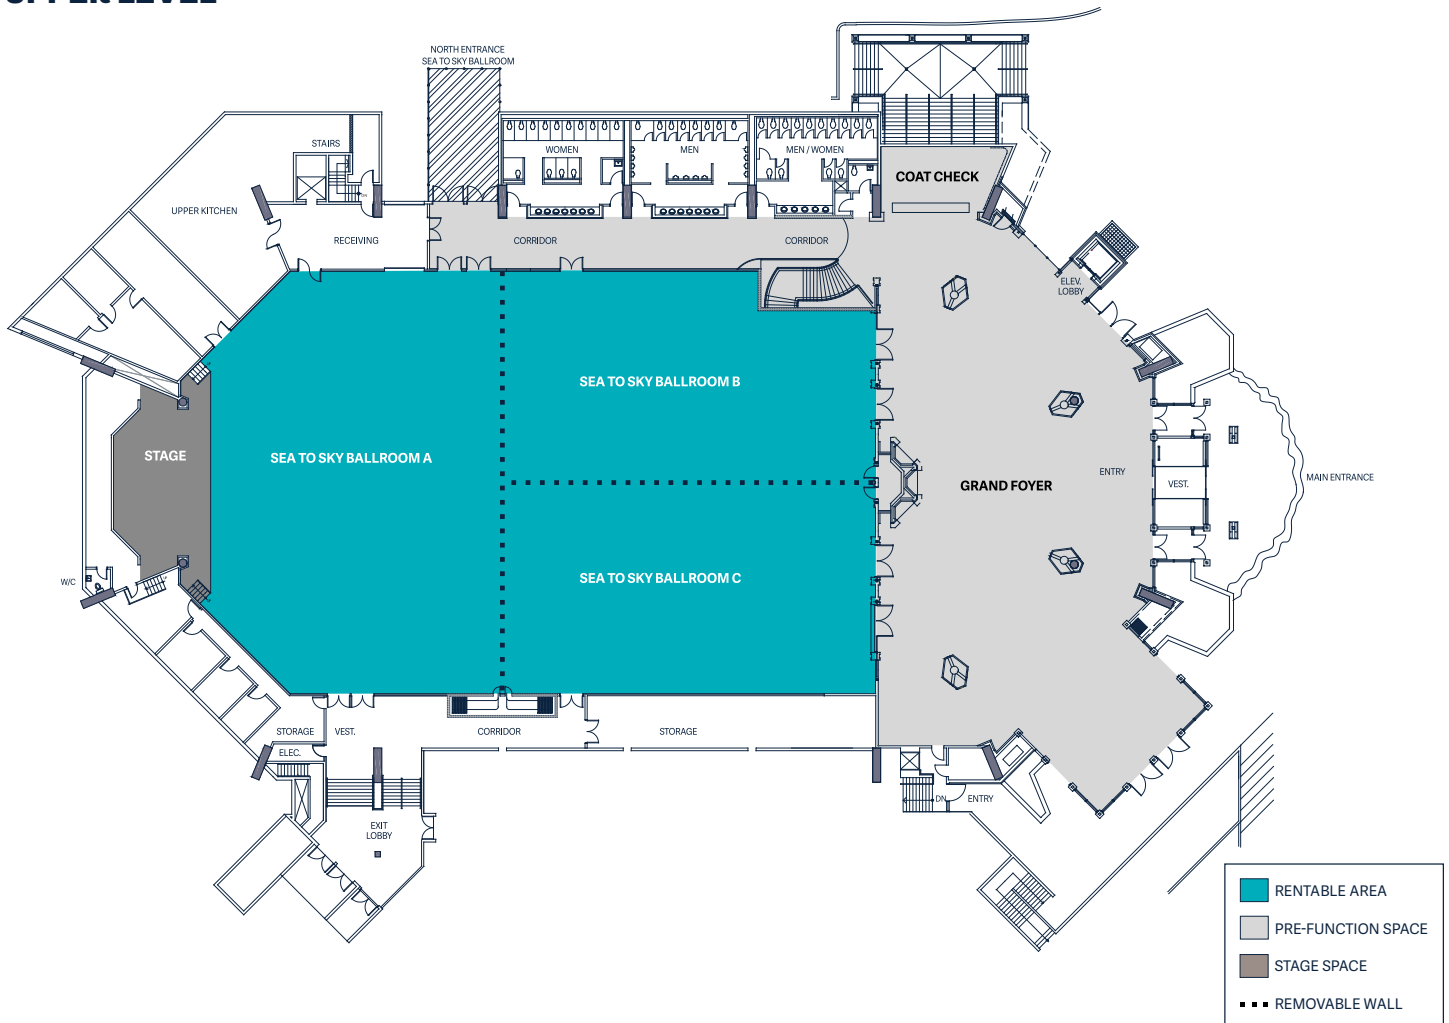 UPPER LEVEL
NORTH ENTRANCE
SEA TO SKY BALLROOM
STAIRS
WOMEN
MEN
MEN / WOMEN
COAT CHECK
UPPER KITCHEN
RECEIVING
CORRIDOR
CORRIDOR
ELEV.
LOBBY
SEA TO SKY BALLROOM B
STAGE
SEA TO SKY BALLROOM A
ENTRY
MAIN ENTRANCE
GRAND FOYER
VEST.
W/C
SEA TO SKY BALLROOM C
STORAGE
VEST.
CORRIDOR
STORAGE
ELEC.
DN
ENTRY
EXIT
LOBBY
RENTABLE AREA
PRE-FUNCTION SPACE
STAGE SPACE
REMOVABLE WALL